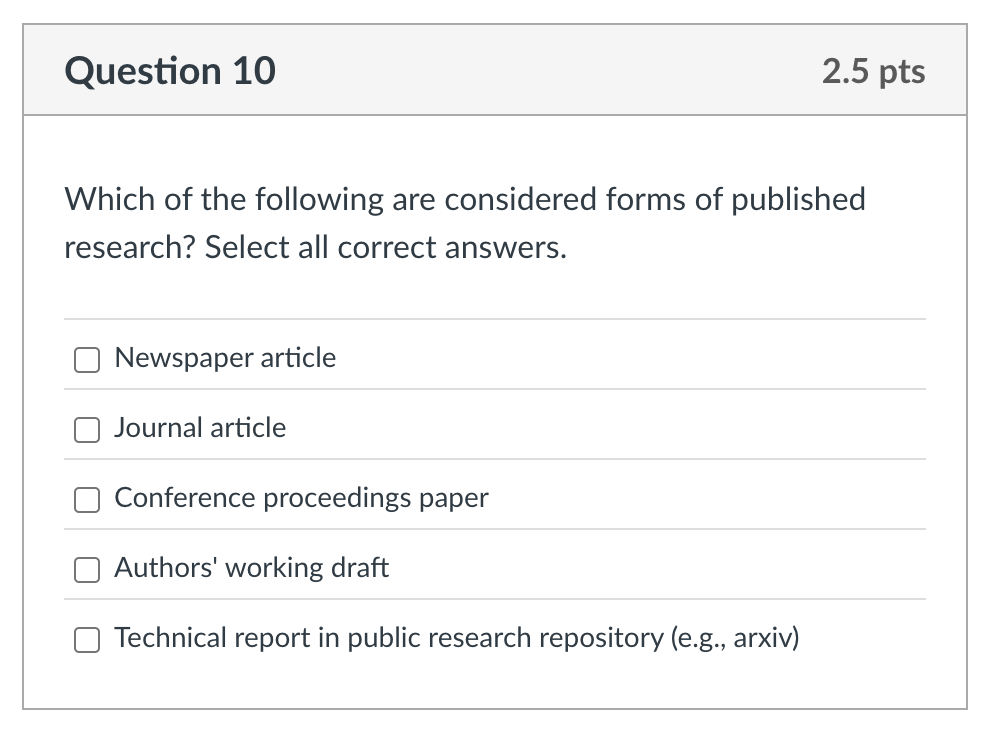 Question 10
2.5 pts
Which of the following are considered forms of published
research? Select all correct answers.
Newspaper article
Journal article
Conference proceedings paper
Authors' working draft
Technical report in public research repository (e.g., arxiv)